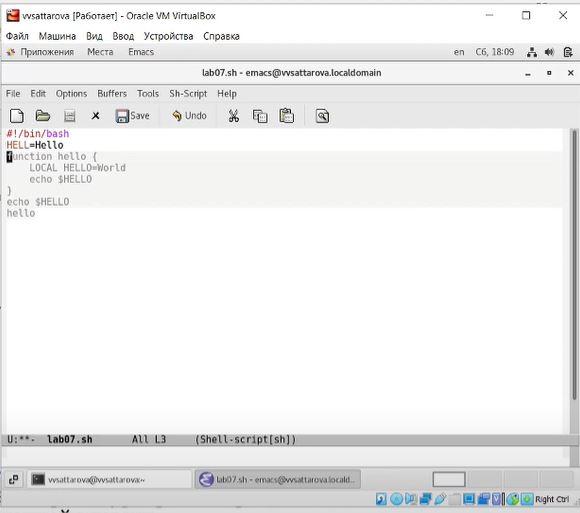 vvsattarova [Работает] - Oracle VM VirtualBox
Файл Машина Вид Ввод Устройства Справка
Приложения Места Emacs en Сб, 18:09
lab07.sh - emacs@vvsattarova.localdomain
File Edit Options Buffers Tools Sh-Script Help
Save Undo
#!/bin/bash
HELL=Hello
function hello {
    LOCAL HELLO=World
    echo $HELLO
}
echo $HELLO
hello
U:**- lab07.sh All L3 (Shell-script[sh])
vvsattarova@vvsattarova:~ lab07.sh - emacs@vvsattarova.locald...
Right Ctrl